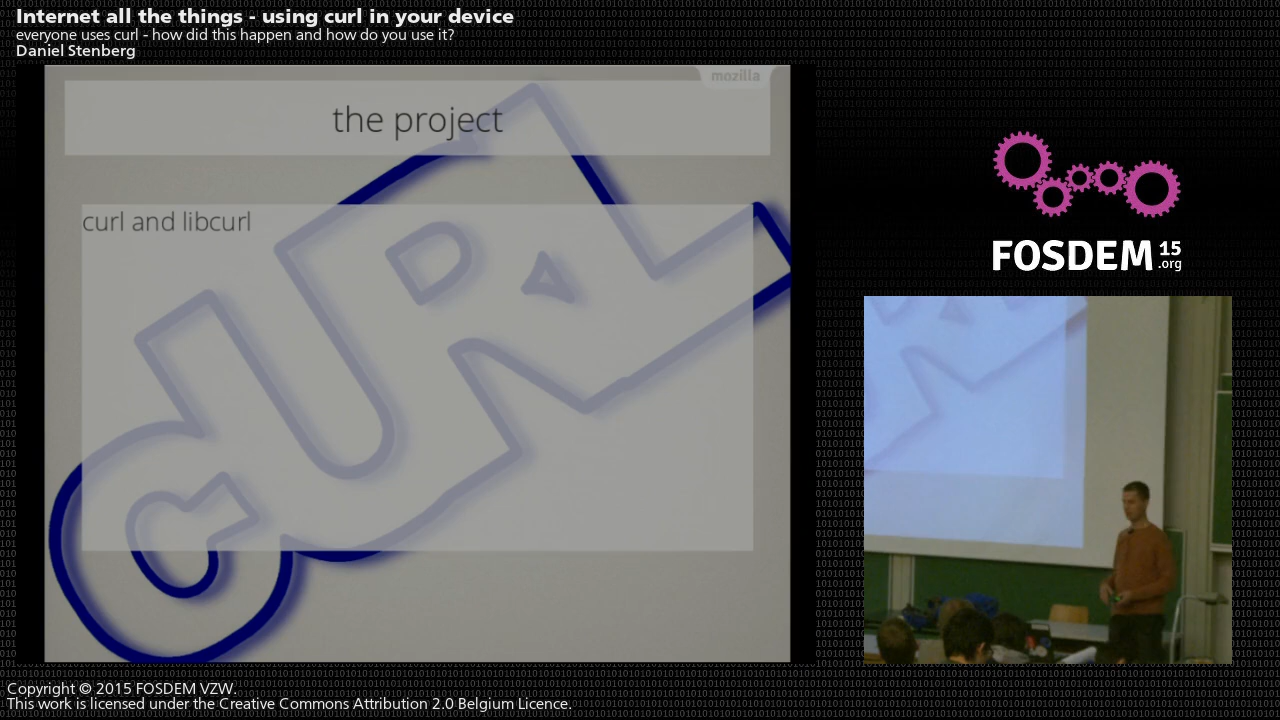 Internet all the things - using curl in your device
everyone uses curl - how did this happen and how do you use it?
Daniel Stenberg
mozilla
the project
curl and libcurl
cURL
FOSDEM 15
.org
Copyright © 2015 FOSDEM VZW.
This work is licensed under the Creative Commons Attribution 2.0 Belgium Licence.